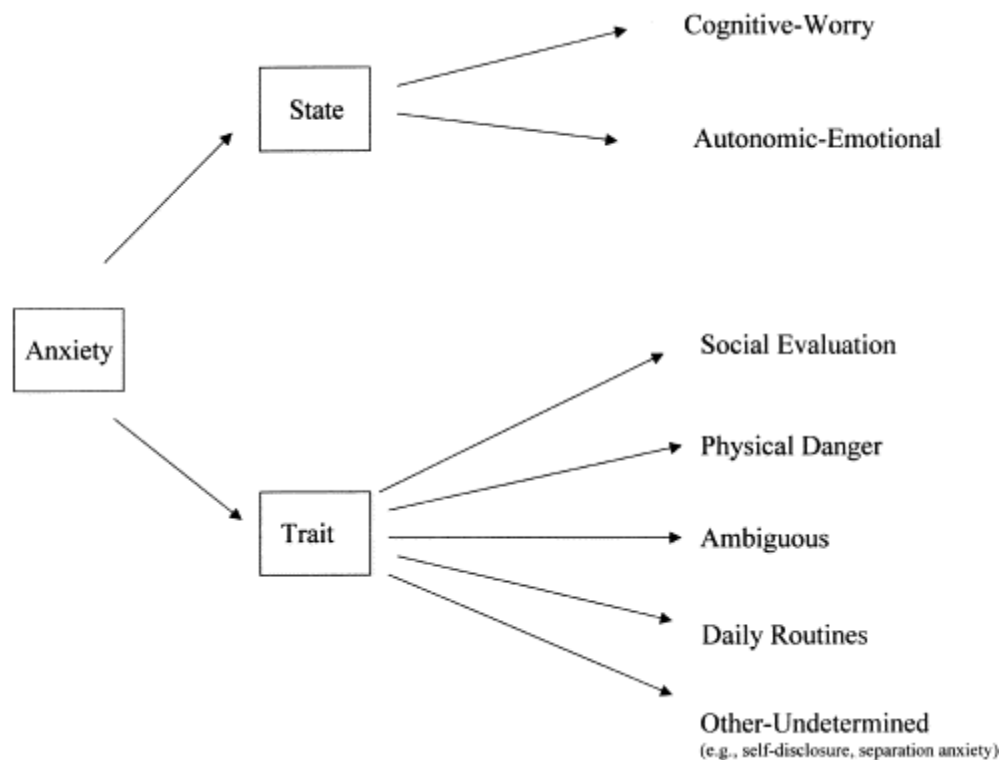 Cognitive-Worry
State
Autonomic-Emotional
Anxiety
Social Evaluation
Physical Danger
Trait
Ambiguous
Daily Routines
Other-Undetermined
(e.g., self-disclosure, separation anxiety)